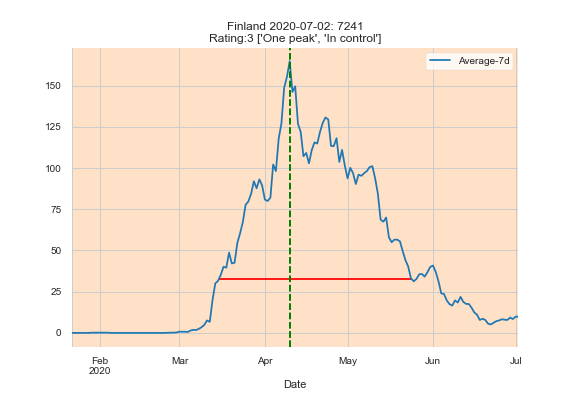 Finland 2020-07-02: 7241
Rating:3 ['One peak', 'In control']
Average-7d
150
125
100
75
50
25
0
Feb Mar Apr May Jun Jul
2020
Date